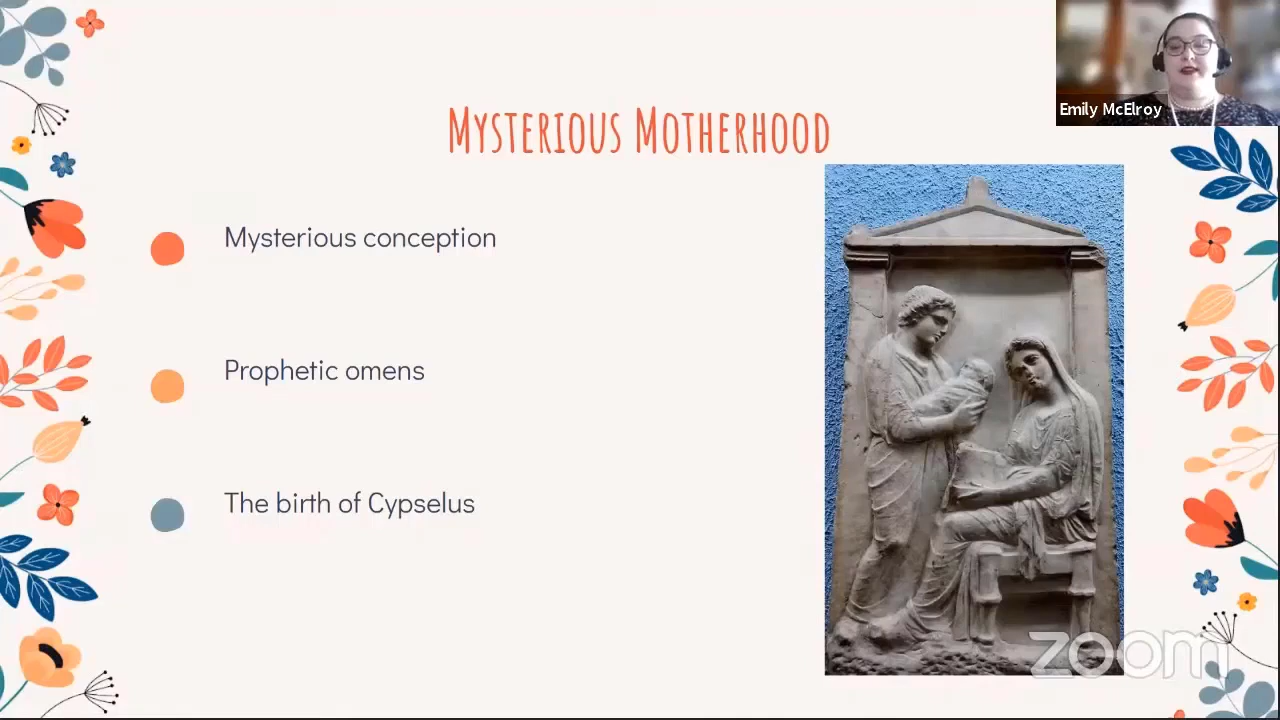 Emily McElroy
Mysterious Motherhood
Mysterious conception
Prophetic omens
The birth of Cypselus
zoom